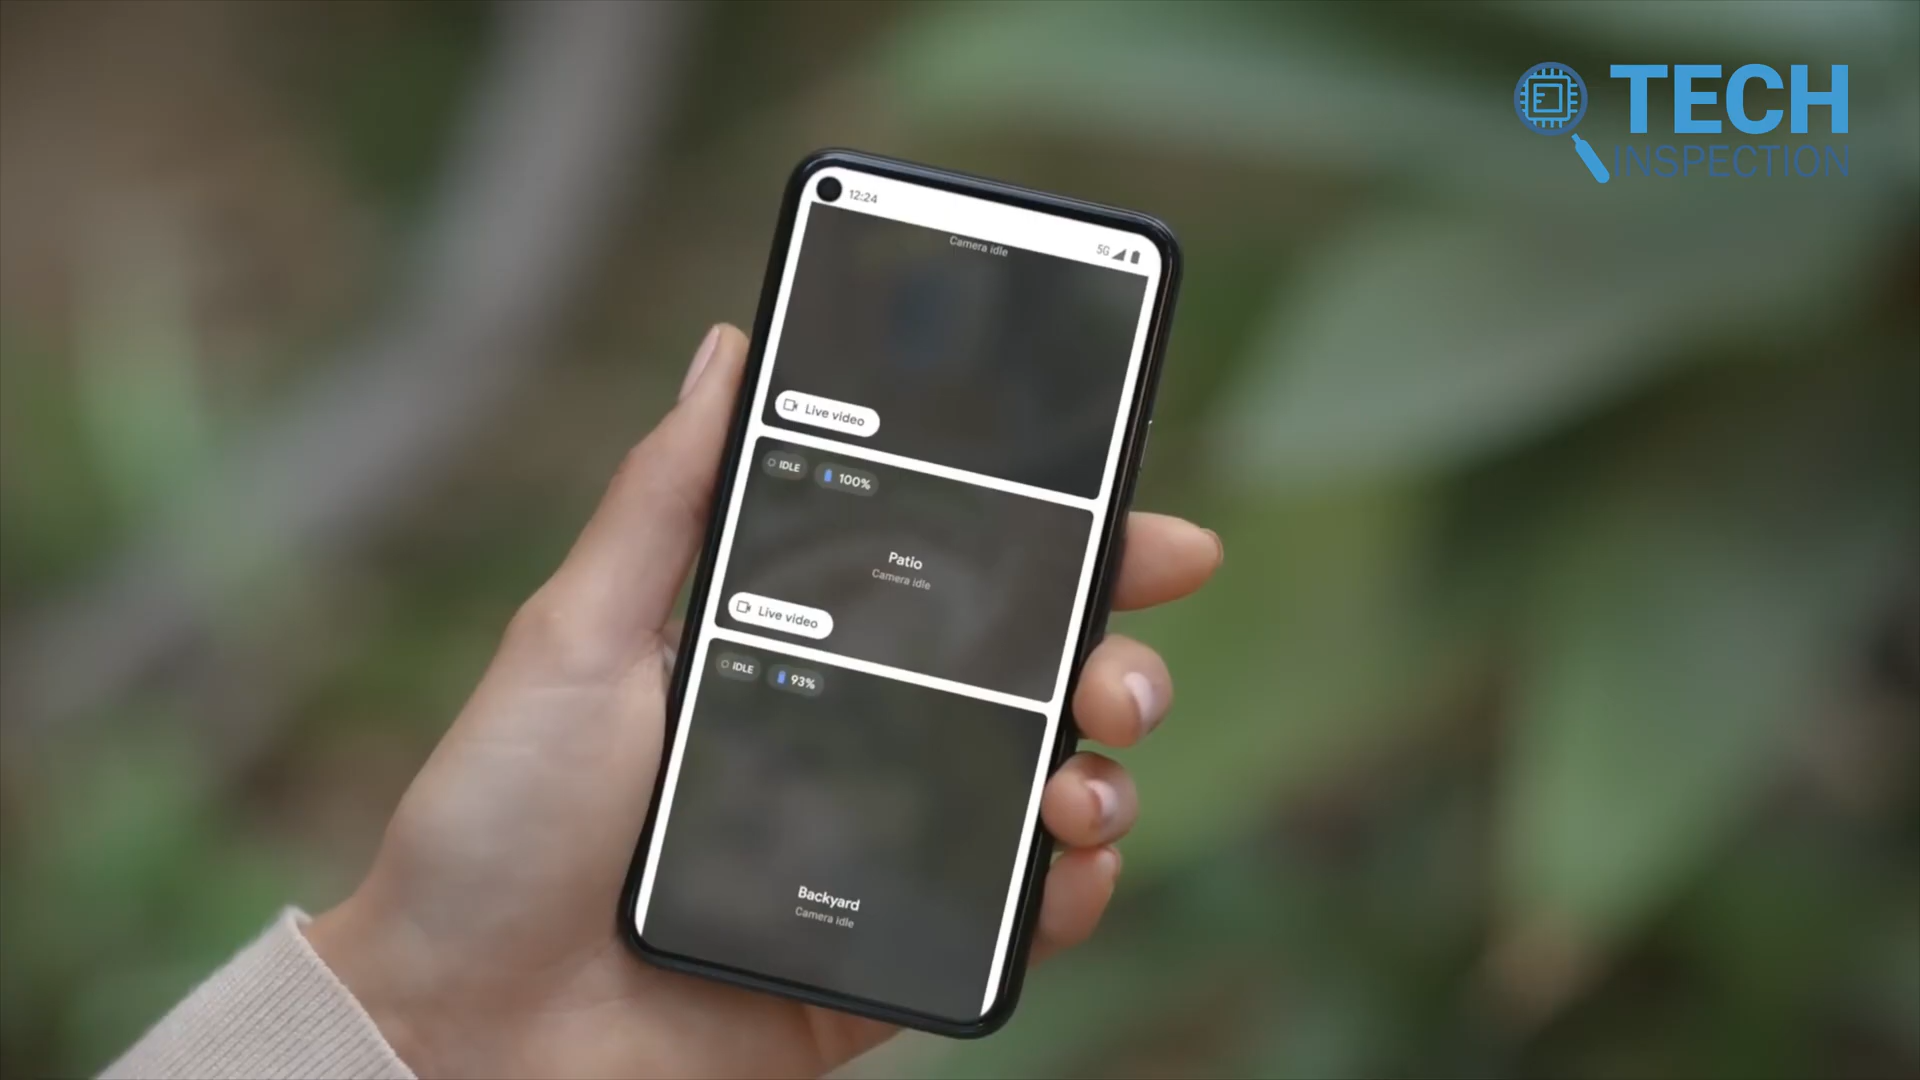 TECH
INSPECTION
12:24
5G
Camera idle
Live video
IDLE
100%
Patio
Camera idle
Live video
IDLE
93%
Backyard
Camera idle